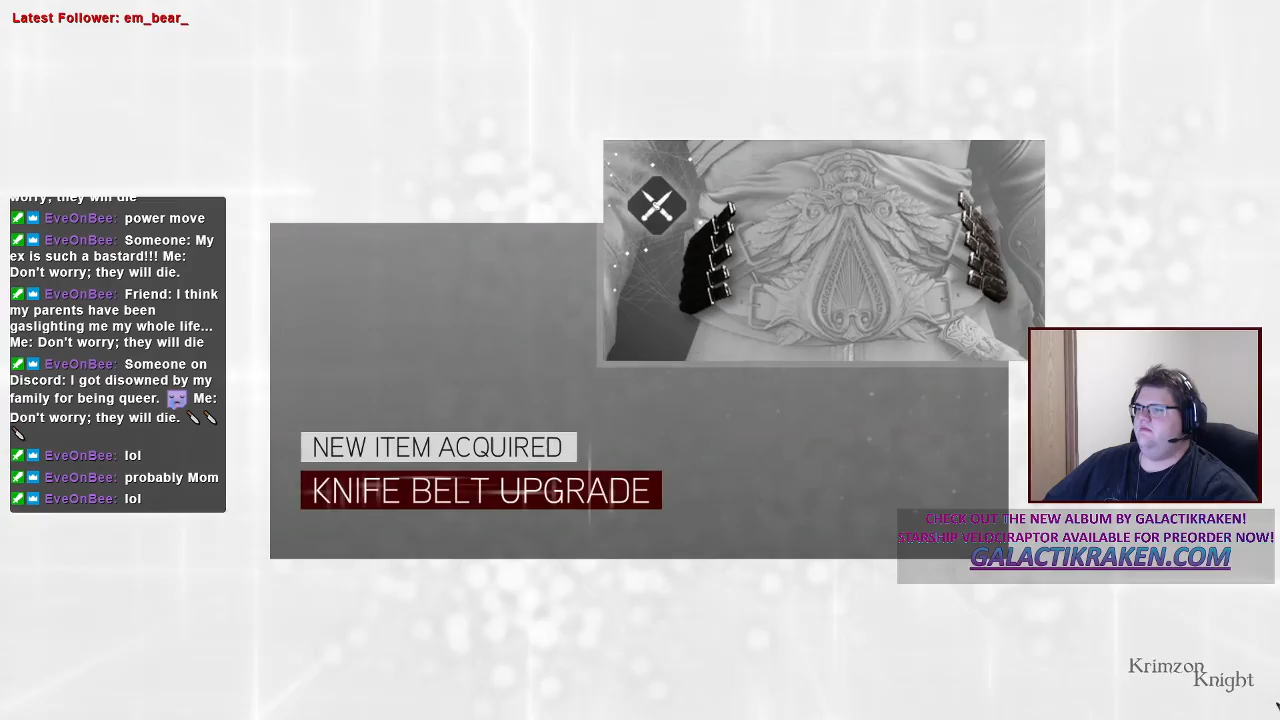 Latest Follower: em_bear_
worry; they will die
EveOnBee: power move
EveOnBee: Someone: My
ex is such a bastard!!! Me:
Don't worry; they will die.
EveOnBee: Friend: I think
my parents have been
gaslighting me my whole life...
Me: Don't worry; they will die
EveOnBee: Someone on
Discord: I got disowned by my
family for being queer. Me:
Don't worry; they will die.
EveOnBee: lol
EveOnBee: probably Mom
EveOnBee: lol
NEW ITEM ACQUIRED
KNIFE BELT UPGRADE
CHECK OUT THE NEW ALBUM BY GALACTIKRAKEN!
STARSHIP VELOCIRAPTOR AVAILABLE FOR PREORDER NOW!
GALACTIKRAKEN.COM
Krimzon
Knight